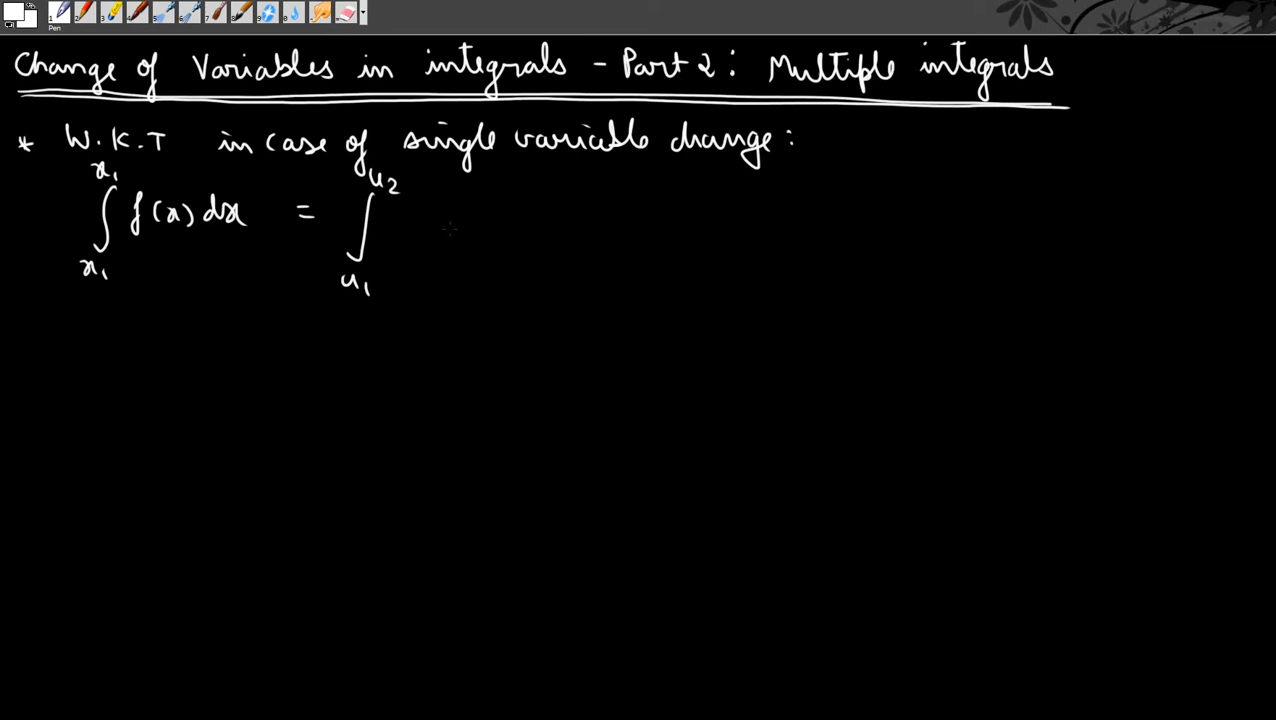 Pen
Change of Variables in integrals - Part 2 : Multiple integrals
* W.K.T in case of single variable change :
∫_{x₁}^{x₁} f(x) dx = ∫_{u₁}^{u₂}